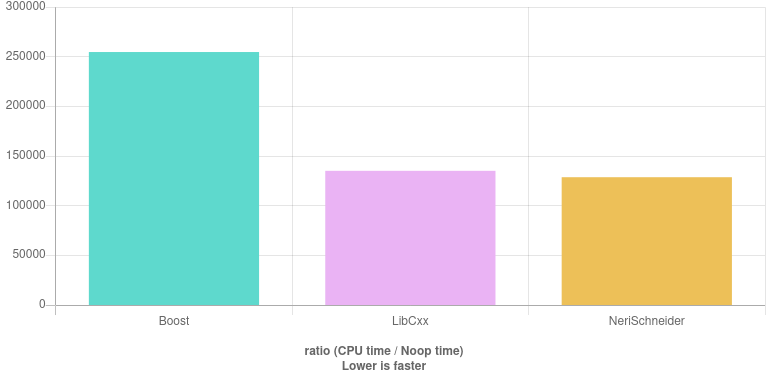 300000
250000
200000
150000
100000
50000
0
Boost LibCxx NeriSchneider
ratio (CPU time / Noop time)
Lower is faster